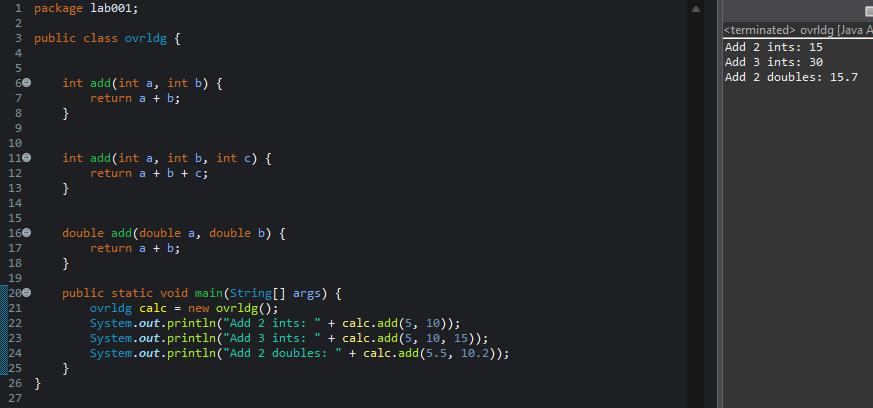 1 package lab001;
2
3 public class ovrldg {
4
5
6 int add(int a, int b) {
7 return a + b;
8 }
9
10
11 int add(int a, int b, int c) {
12 return a + b + c;
13 }
14
15
16 double add(double a, double b) {
17 return a + b;
18 }
19
20 public static void main(String[] args) {
21 ovrldg calc = new ovrldg();
22 System.out.println("Add 2 ints: " + calc.add(5, 10));
23 System.out.println("Add 3 ints: " + calc.add(5, 10, 15));
24 System.out.println("Add 2 doubles: " + calc.add(5.5, 10.2));
25 }
26 }
27
<terminated> ovrldg [Java A
Add 2 ints: 15
Add 3 ints: 30
Add 2 doubles: 15.7